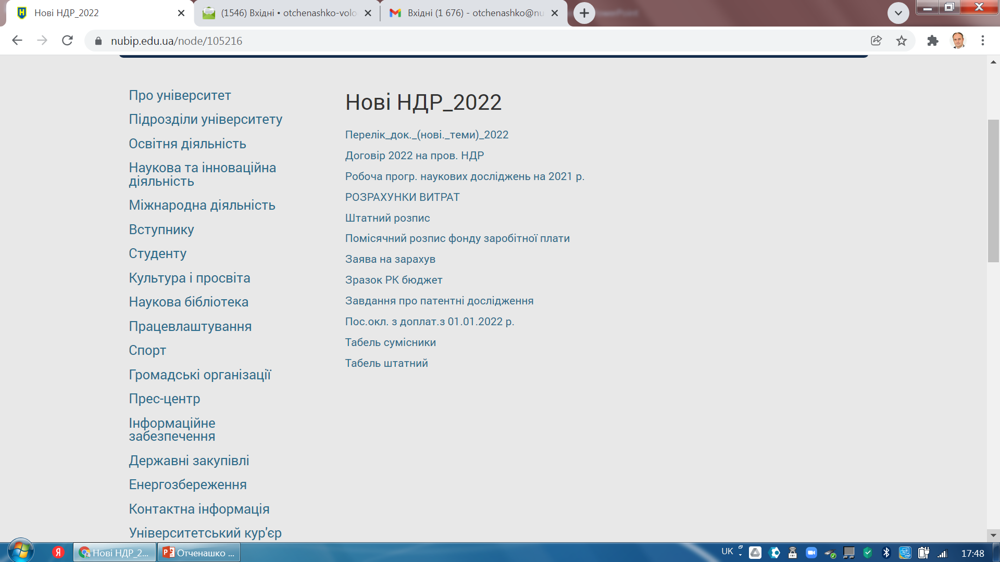 Нові НДР_2022
(1546) Вхідні • otchenashko-volo
Вхідні (1 676) - otchenashko@nu
nubip.edu.ua/node/105216
Про університет
Підрозділи університету
Освітня діяльність
Наукова та інноваційна
діяльність
Міжнародна діяльність
Вступнику
Студенту
Культура і просвіта
Наукова бібліотека
Працевлаштування
Спорт
Громадські організації
Прес-центр
Інформаційне
забезпечення
Державні закупівлі
Енергозбереження
Контактна інформація
Університетський кур'єр
Нові НДР_2022
Перелік_док._(нові._теми)_2022
Договір 2022 на пров. НДР
Робоча прогр. наукових досліджень на 2021 р.
РОЗРАХУНКИ ВИТРАТ
Штатний розпис
Помісячний розпис фонду заробітної плати
Заява на зарахув
Зразок РК бюджет
Завдання про патентні дослідження
Пос.окл. з доплат.з 01.01.2022 р.
Табель сумісники
Табель штатний
Я
Нові НДР_2...
Отченашко ...
UK
17:48